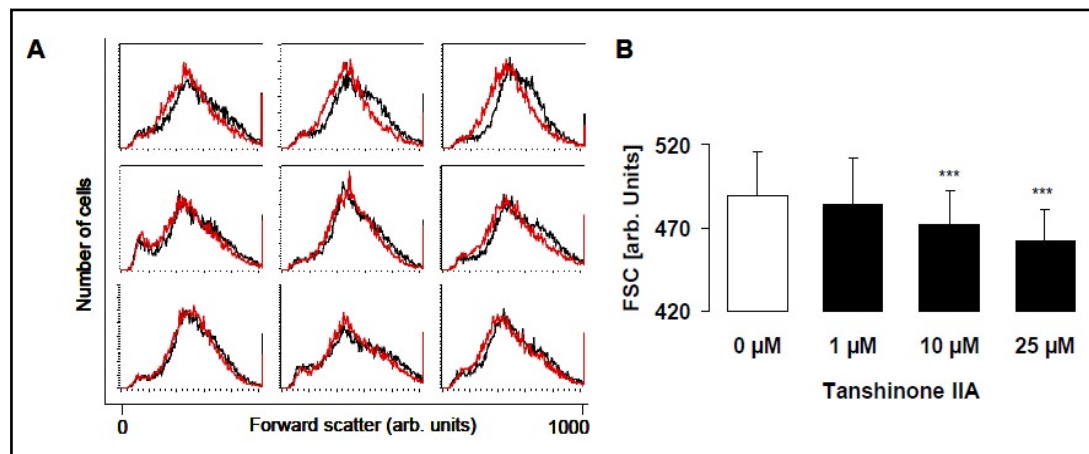 A
Number of cells
0
Forward scatter (arb. units)
1000
B
FSC [arb. Units]
520
470
420
***
***
0 µM
1 µM
10 µM
25 µM
Tanshinone IIA